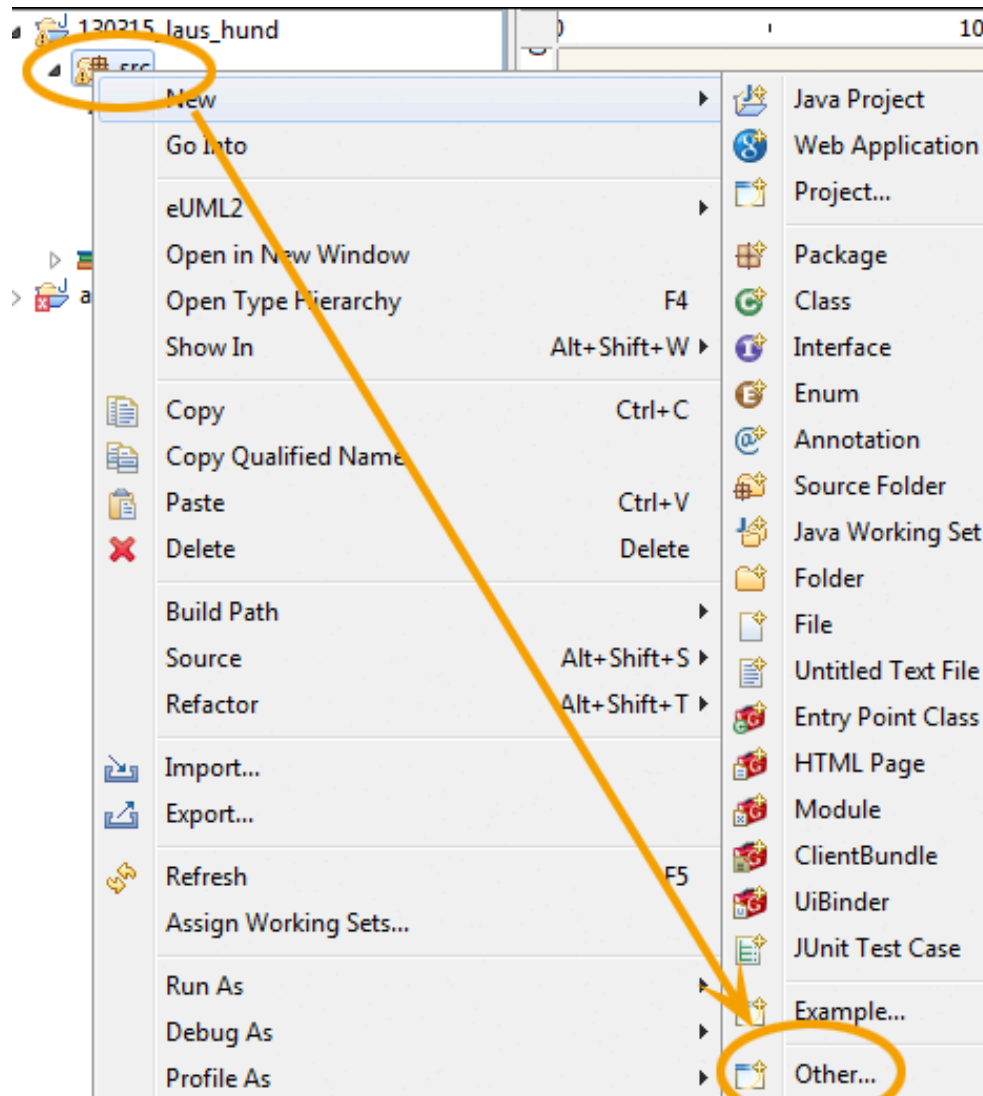 130315_laus_hund
0
10
src
New
Go Into
eUML2
Open in New Window
Open Type Hierarchy F4
Show In Alt+Shift+W
Copy Ctrl+C
Copy Qualified Name
Paste Ctrl+V
Delete Delete
Build Path
Source Alt+Shift+S
Refactor Alt+Shift+T
Import...
Export...
Refresh F5
Assign Working Sets...
Run As
Debug As
Profile As
a
Java Project
Web Application
Project...
Package
Class
Interface
Enum
Annotation
Source Folder
Java Working Set
Folder
File
Untitled Text File
Entry Point Class
HTML Page
Module
ClientBundle
UiBinder
JUnit Test Case
Example...
Other...